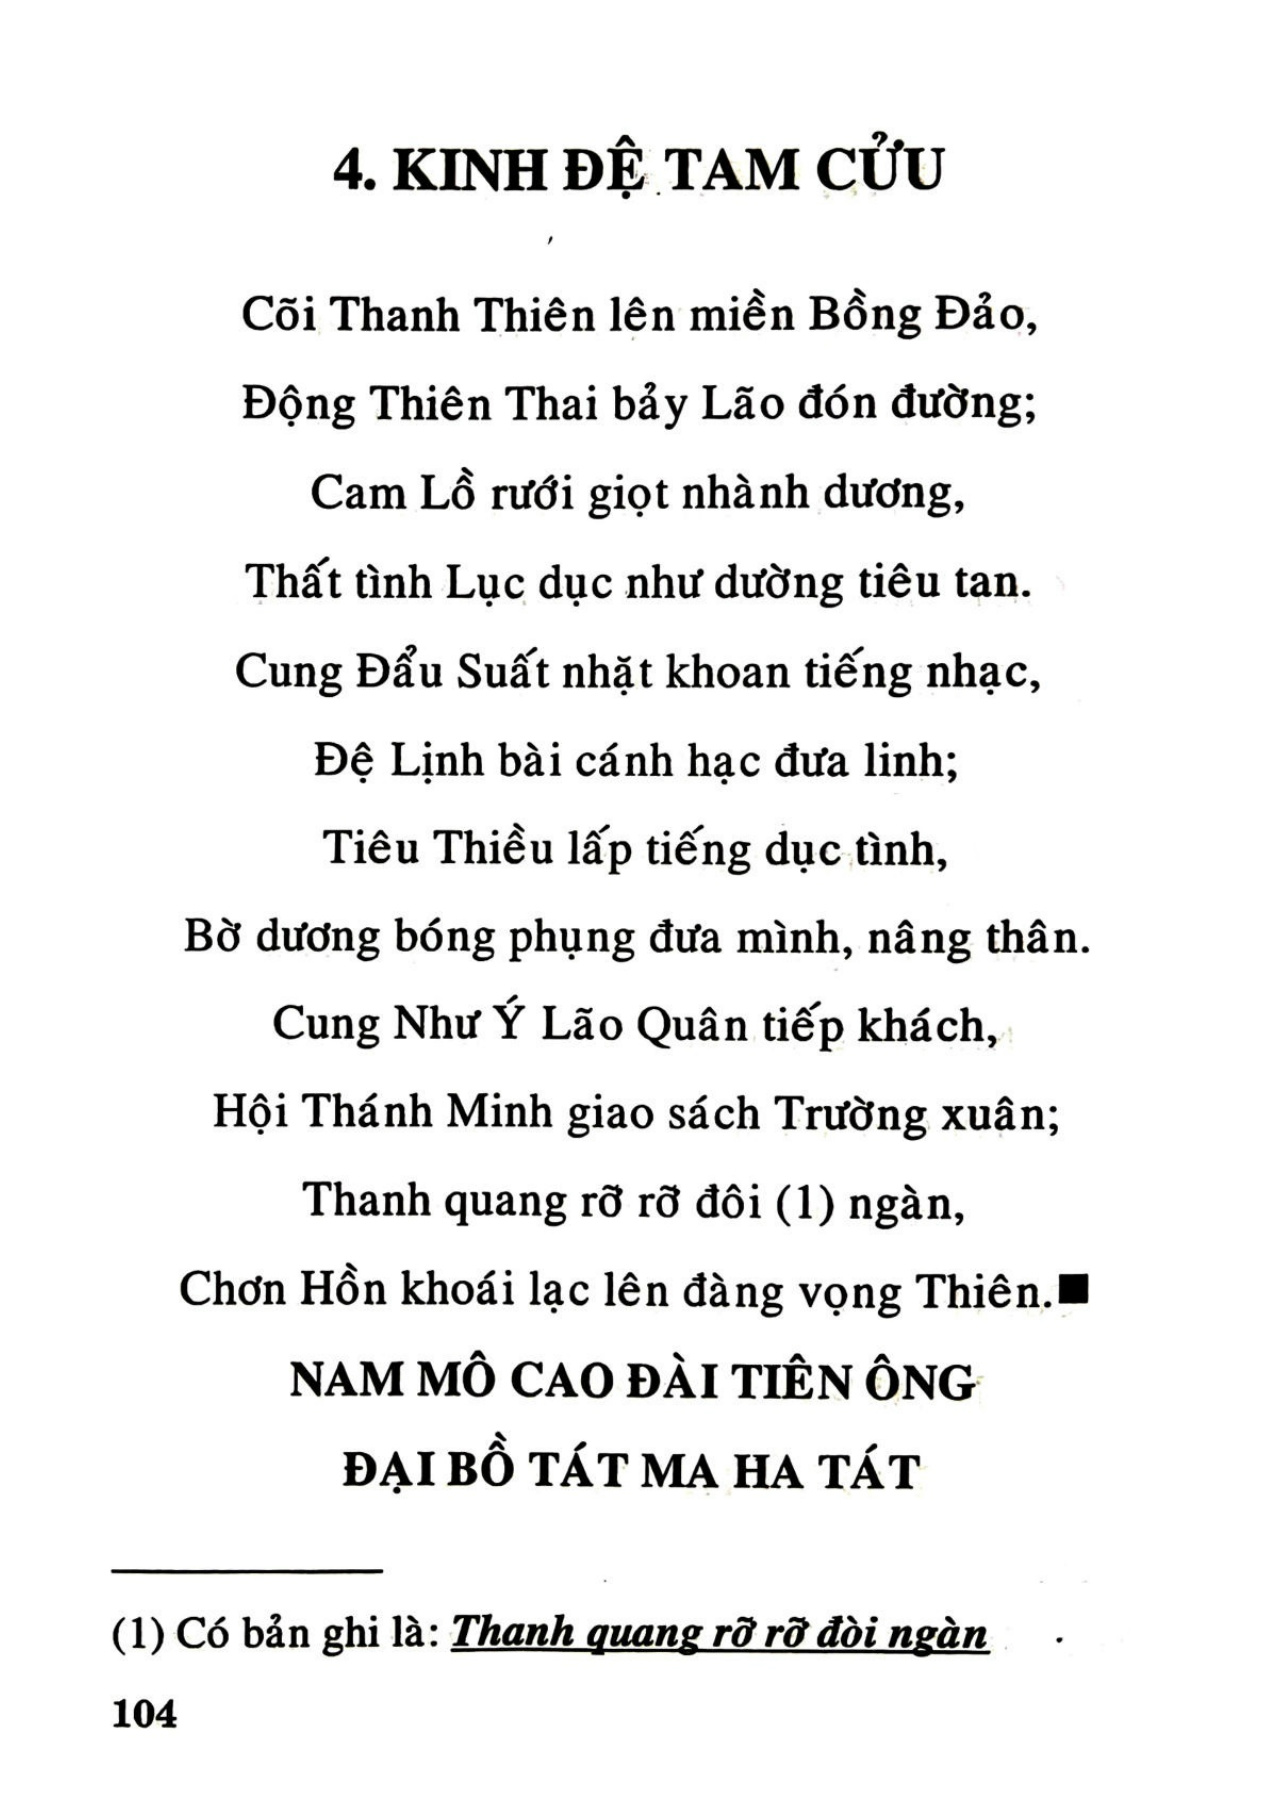 4. KINH ĐỆ TAM CỬU
Cõi Thanh Thiên lên miền Bồng Đảo,
Động Thiên Thai bảy Lão đón đường;
Cam Lồ rưới giọt nhành dương,
Thất tình Lục dục như dường tiêu tan.
Cung Đẩu Suất nhặt khoan tiếng nhạc,
Đệ Lịnh bài cánh hạc đưa linh;
Tiêu Thiều lấp tiếng dục tình,
Bờ dương bóng phụng đưa mình, nâng thân.
Cung Như Ý Lão Quân tiếp khách,
Hội Thánh Minh giao sách Trường xuân;
Thanh quang rỡ rỡ đôi (1) ngàn,
Chơn Hồn khoái lạc lên đàng vọng Thiên.■
NAM MÔ CAO ĐÀI TIÊN ÔNG
ĐẠI BỒ TÁT MA HA TÁT
(1) Có bản ghi là: Thanh quang rỡ rỡ đòi ngàn
104